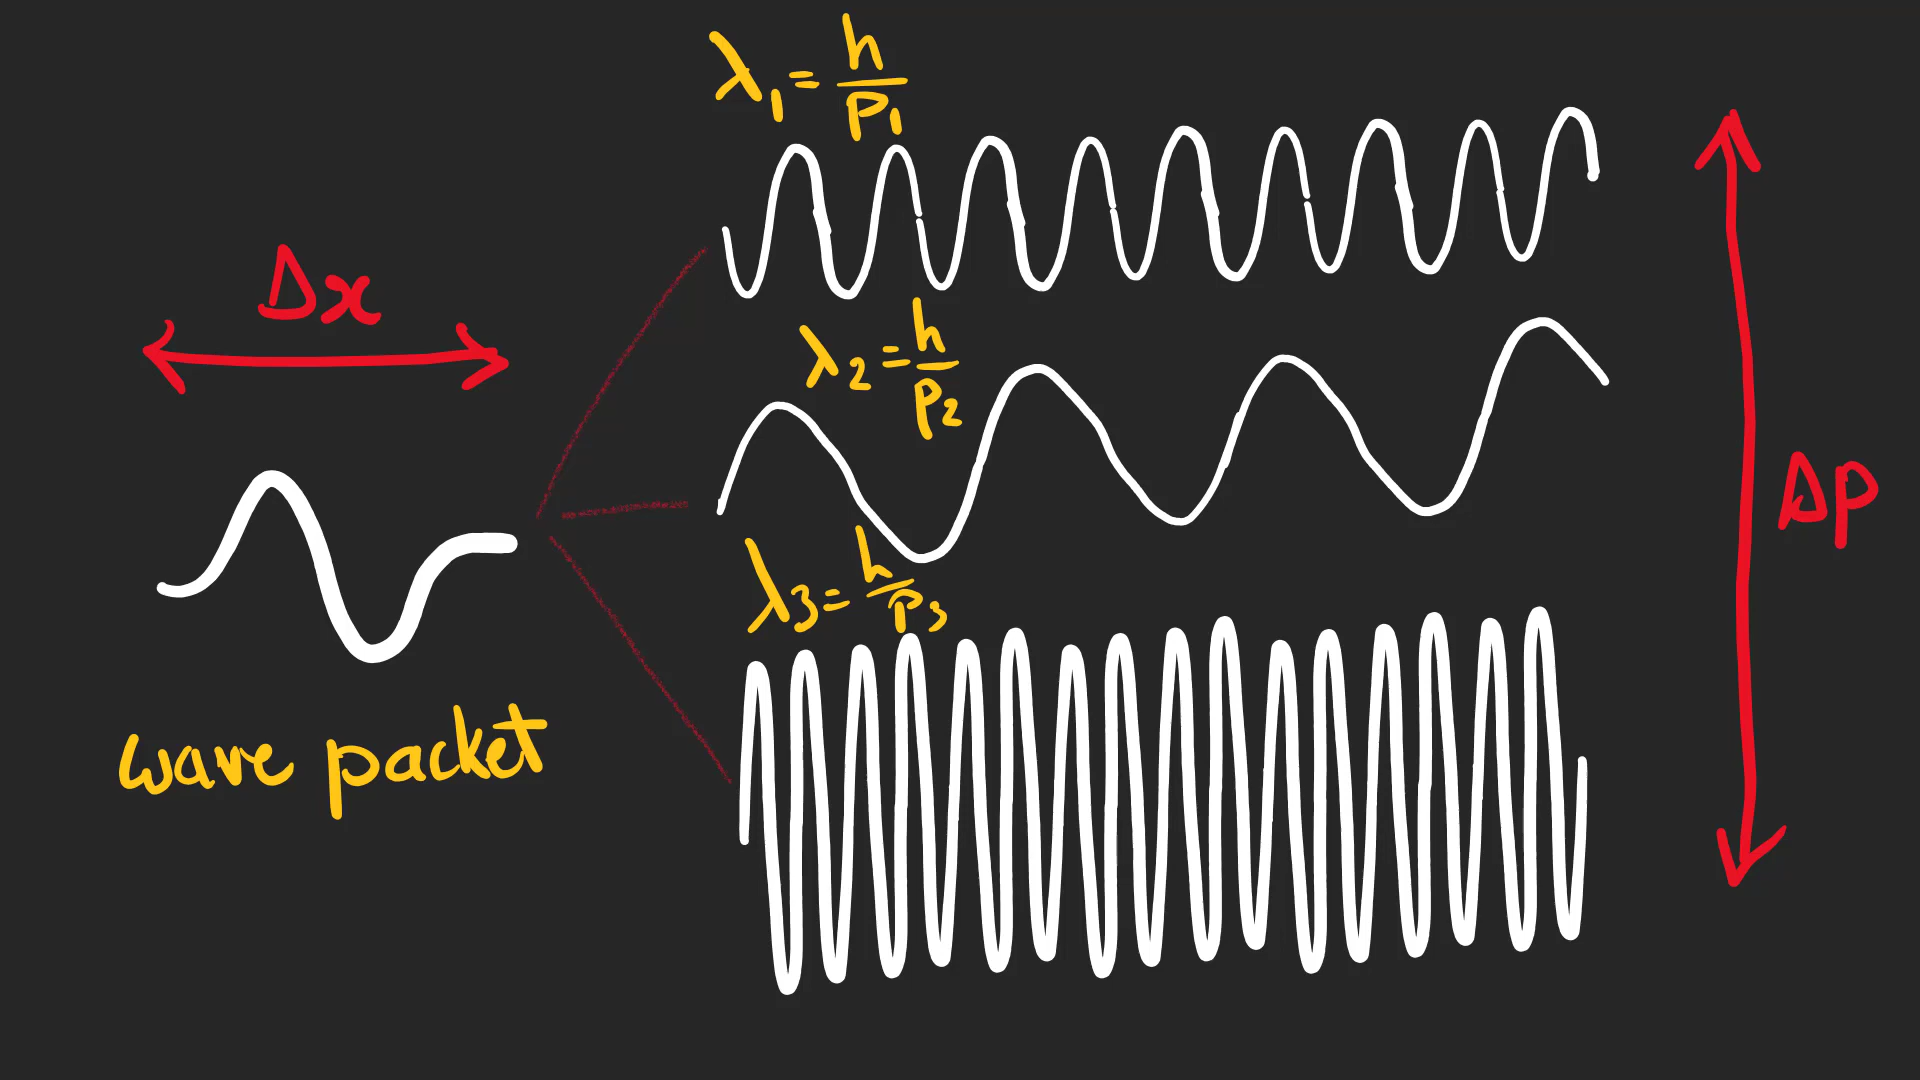 λ₁ = h/p₁
Δx
λ₂ = h/p₂
Δp
λ₃ = h/p₃
wave packet